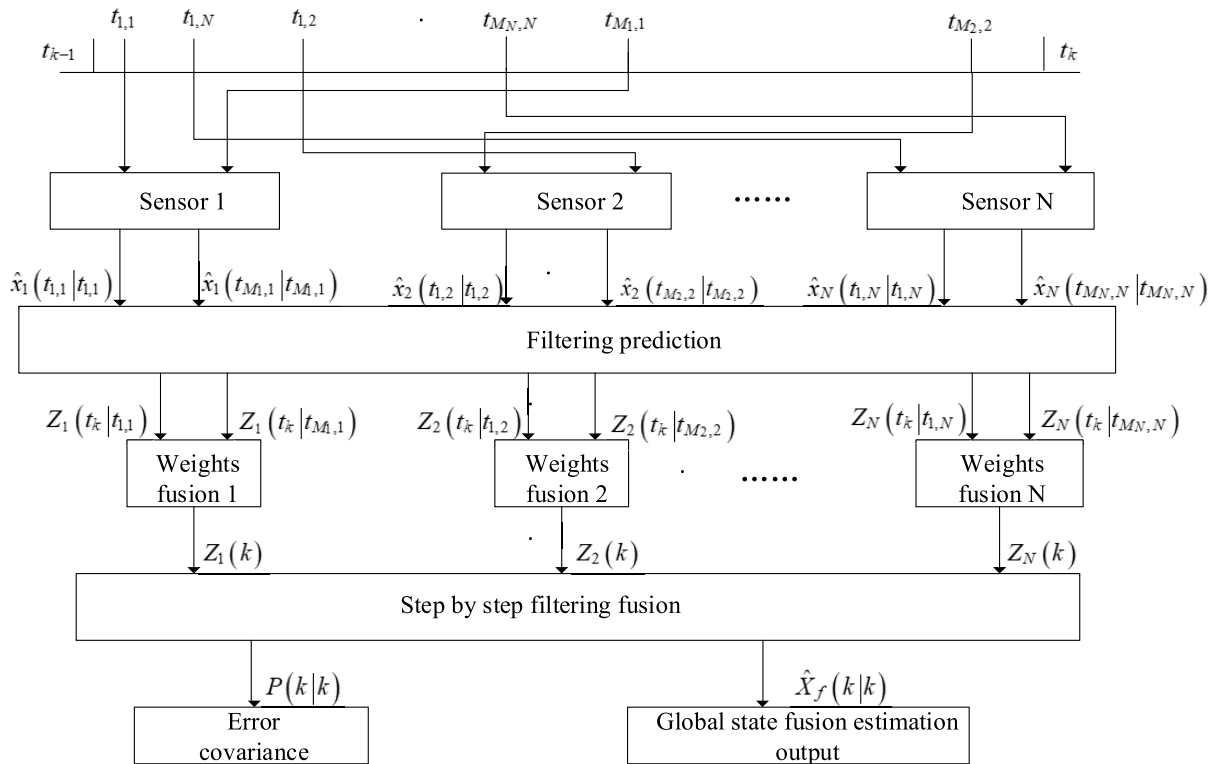 t_{k-1} t_{1,1} t_{1,N} t_{1,2} t_{M_N,N} t_{M_1,1} t_{M_2,2} t_k
Sensor 1 Sensor 2 ...... Sensor N
x̂_1(t_{1,1}|t_{1,1}) x̂_1(t_{M_1,1}|t_{M_1,1}) x̂_2(t_{1,2}|t_{1,2}) x̂_2(t_{M_2,2}|t_{M_2,2}) x̂_N(t_{1,N}|t_{1,N}) x̂_N(t_{M_N,N}|t_{M_N,N})
Filtering prediction
Z_1(t_k|t_{1,1}) Z_1(t_k|t_{M_1,1}) Z_2(t_k|t_{1,2}) Z_2(t_k|t_{M_2,2}) Z_N(t_k|t_{1,N}) Z_N(t_k|t_{M_N,N})
Weights
fusion 1
Weights
fusion 2
......
Weights
fusion N
Z_1(k) Z_2(k) Z_N(k)
Step by step filtering fusion
P(k|k) X̂_f(k|k)
Error
covariance
Global state fusion estimation
output